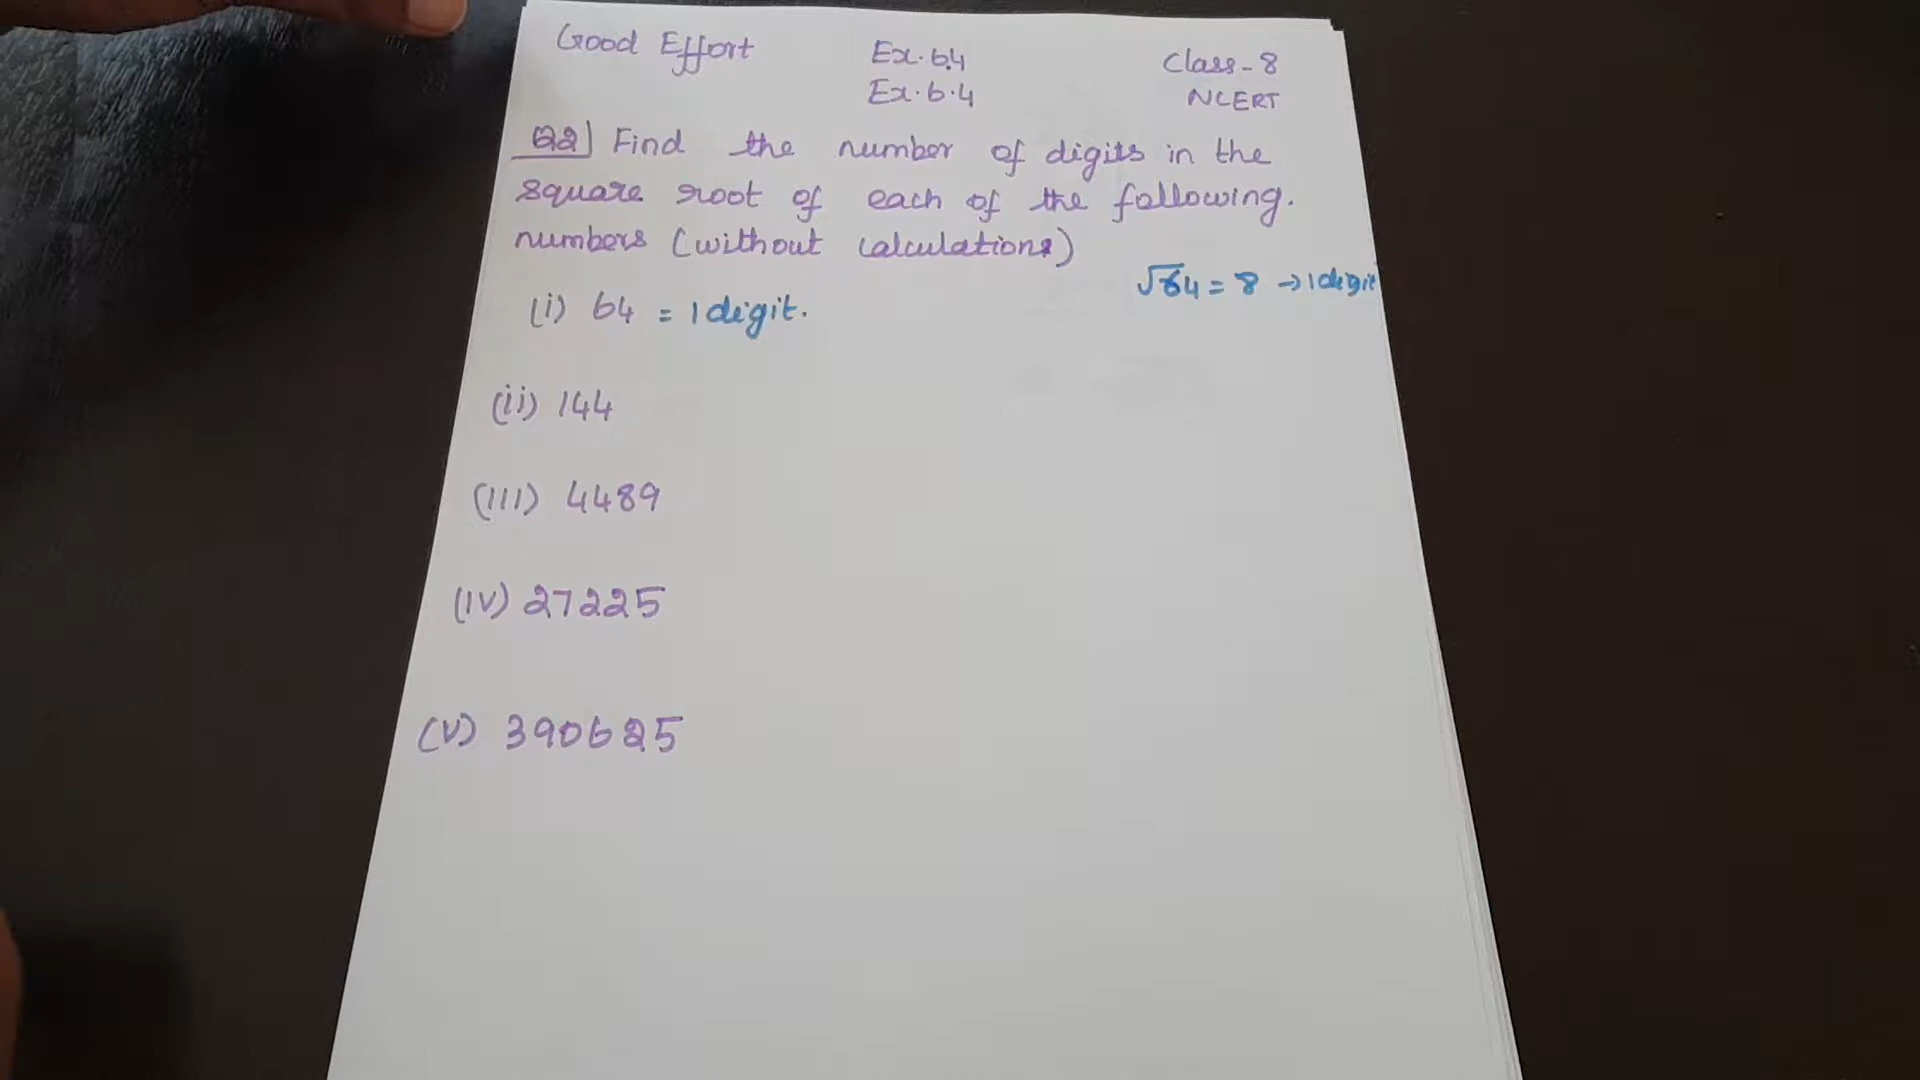 Good Effort Ex. 6.4 Class-8
Ex. 6.4 NCERT
Q2) Find the number of digits in the
square root of each of the following.
numbers (without calculations)
√64 = 8 → 1 digit
(i) 64 = 1 digit.
(ii) 144
(iii) 4489
(iv) 27225
(v) 390625